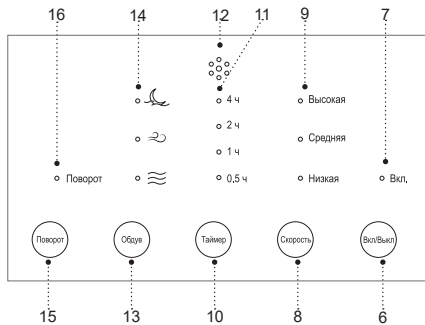 16 14 12 11 9 7
4 ч Высокая
2 ч
1 ч Средняя
Поворот 0,5 ч Низкая Вкл.
Поворот Обдув Таймер Скорость Вкл/Выкл
15 13 10 8 6